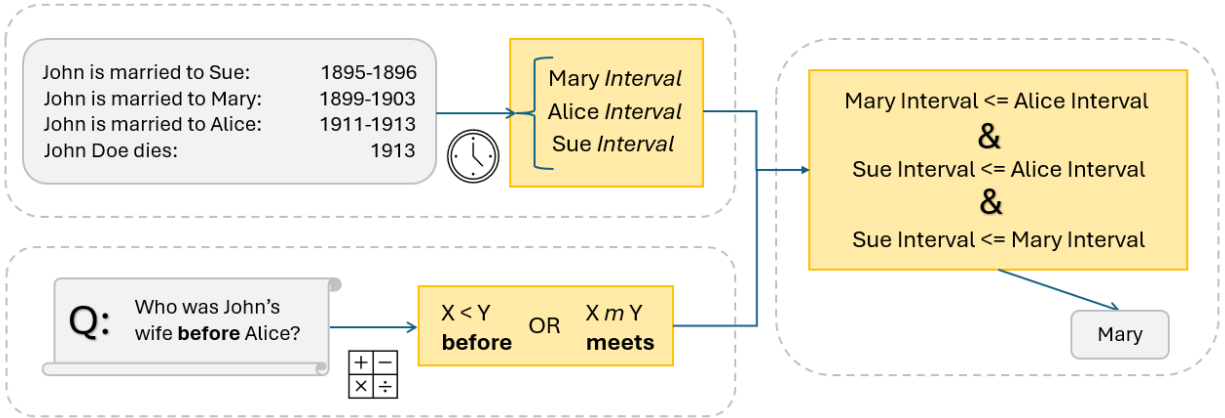 John is married to Sue: 1895-1896
John is married to Mary: 1899-1903
John is married to Alice: 1911-1913
John Doe dies: 1913
Mary Interval
Alice Interval
Sue Interval
Q: Who was John’s
wife before Alice?
+ −
× ÷
X < Y OR X m Y
before meets
Mary Interval <= Alice Interval
&
Sue Interval <= Alice Interval
&
Sue Interval <= Mary Interval
Mary